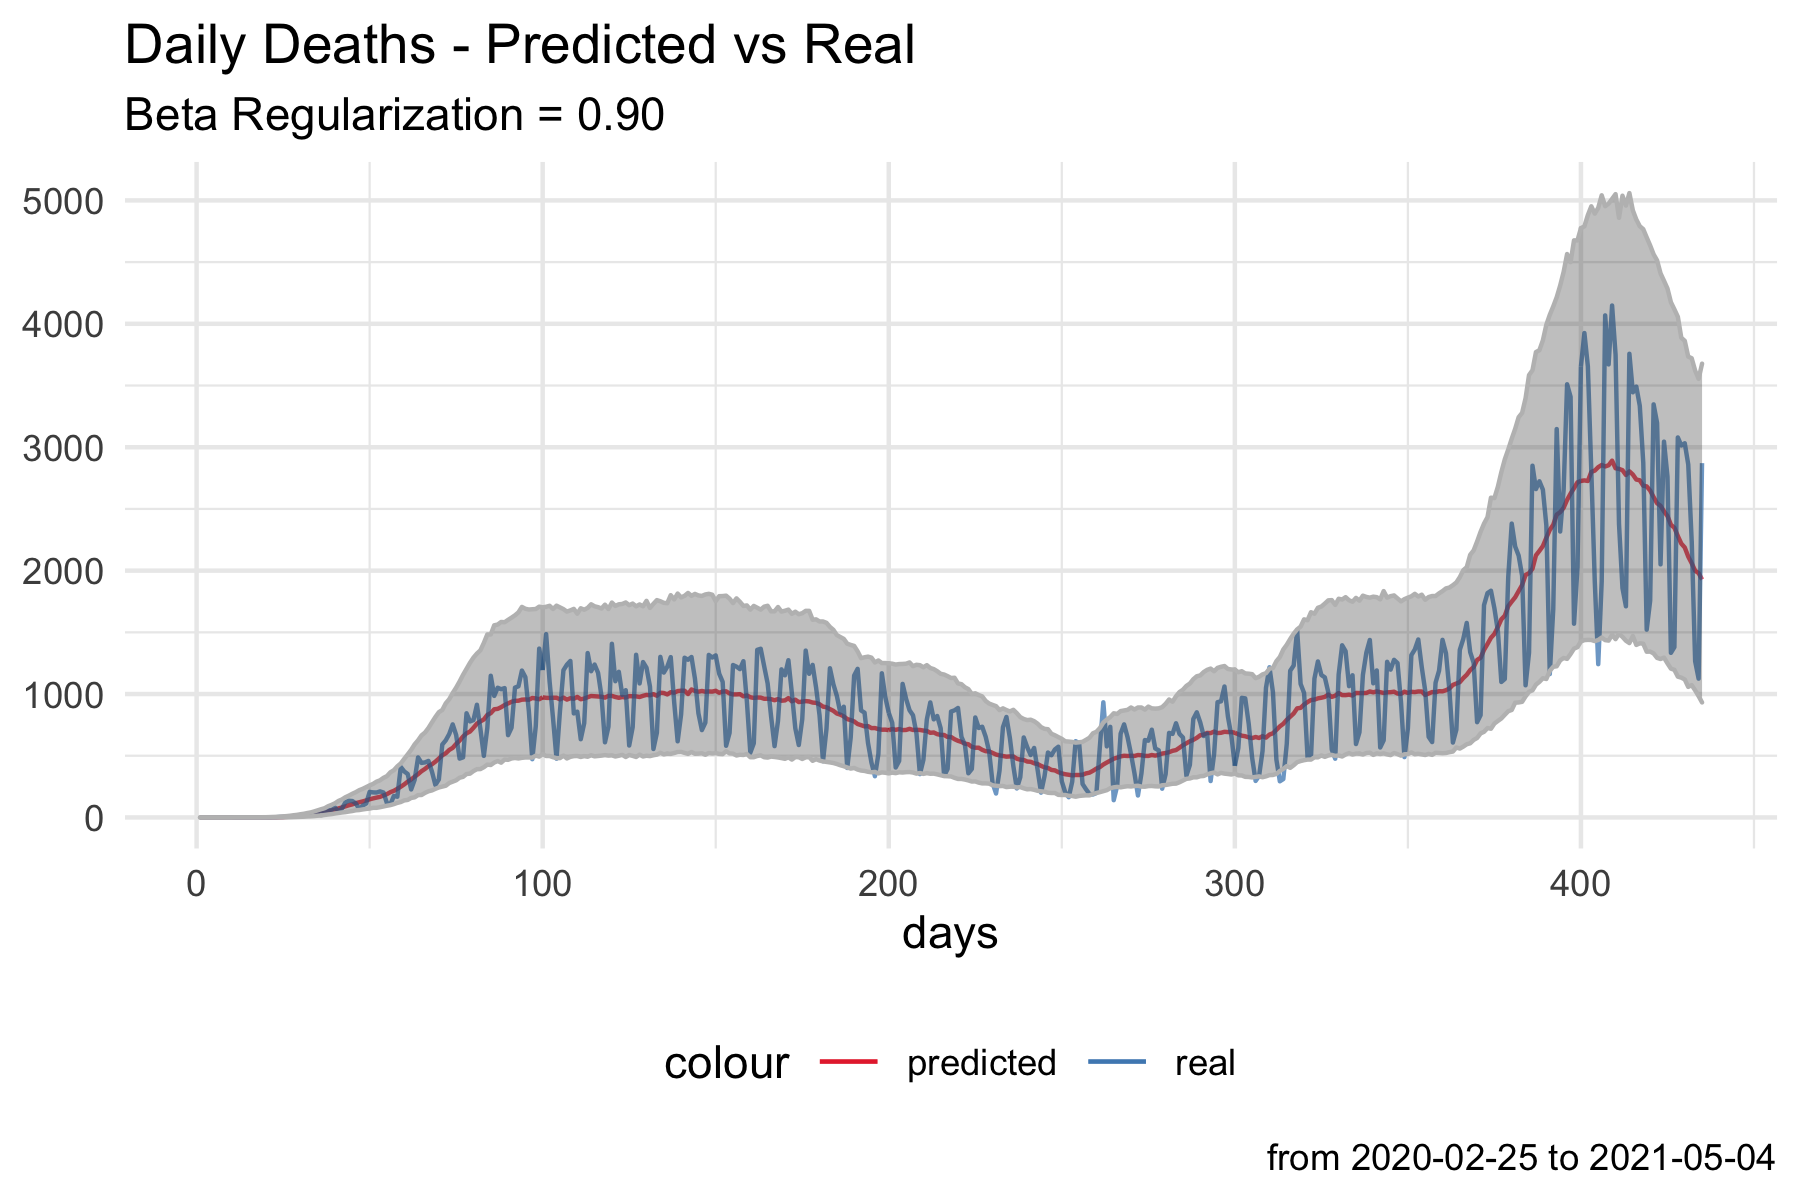 Daily Deaths - Predicted vs Real
Beta Regularization = 0.90
5000
4000
3000
2000
1000
0
0 100 200 300 400
days
colour predicted real
from 2020-02-25 to 2021-05-04